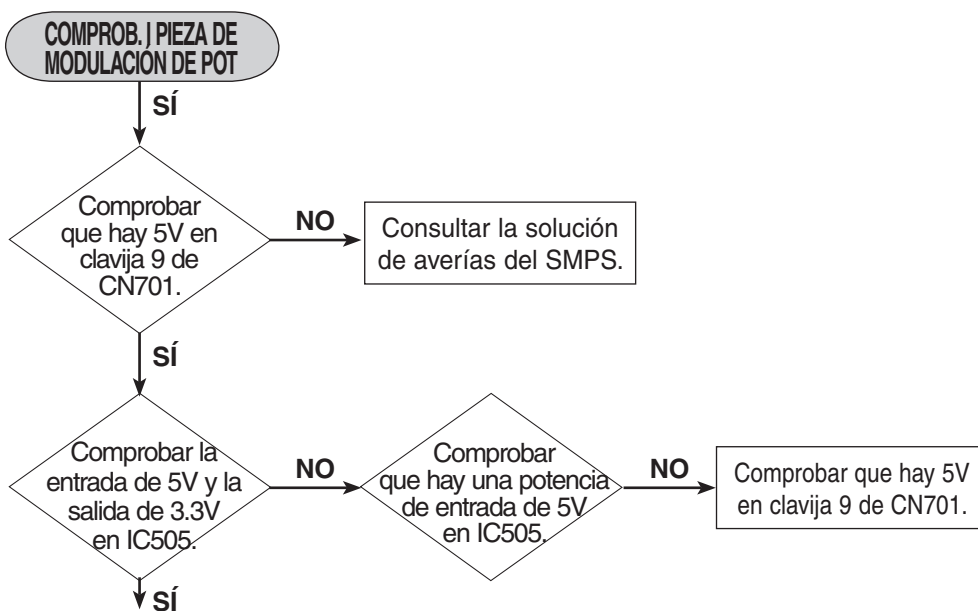 COMPROB. | PIEZA DE
MODULACIÓN DE POT
SÍ
Comprobar
que hay 5V en
clavija 9 de
CN701.
NO
Consultar la solución
de averías del SMPS.
SÍ
Comprobar la
entrada de 5V y la
salida de 3.3V
en IC505.
NO
Comprobar
que hay una potencia
de entrada de 5V
en IC505.
NO
Comprobar que hay 5V
en clavija 9 de CN701.
SÍ